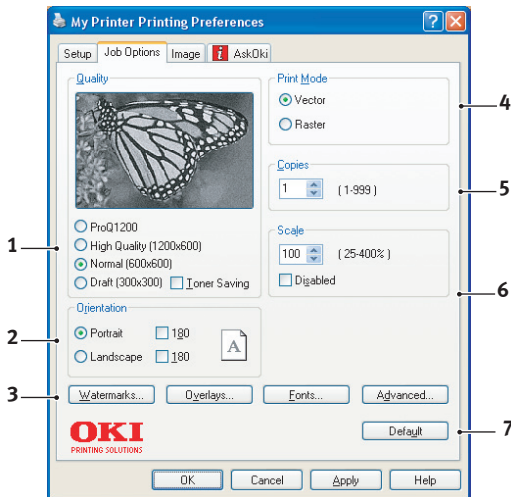 My Printer Printing Preferences
Setup Job Options Image i AskOki
Quality
ProQ1200
High Quality (1200x600)
Normal (600x600)
Draft (300x300) Toner Saving
Orientation
Portrait 180
Landscape 180
A
Print Mode
Vector
Raster
Copies
1 (1-999)
Scale
100 (25-400%)
Disabled
Watermarks... Overlays... Fonts... Advanced...
OKI
PRINTING SOLUTIONS
Default
OK Cancel Apply Help
1
2
3
4
5
6
7